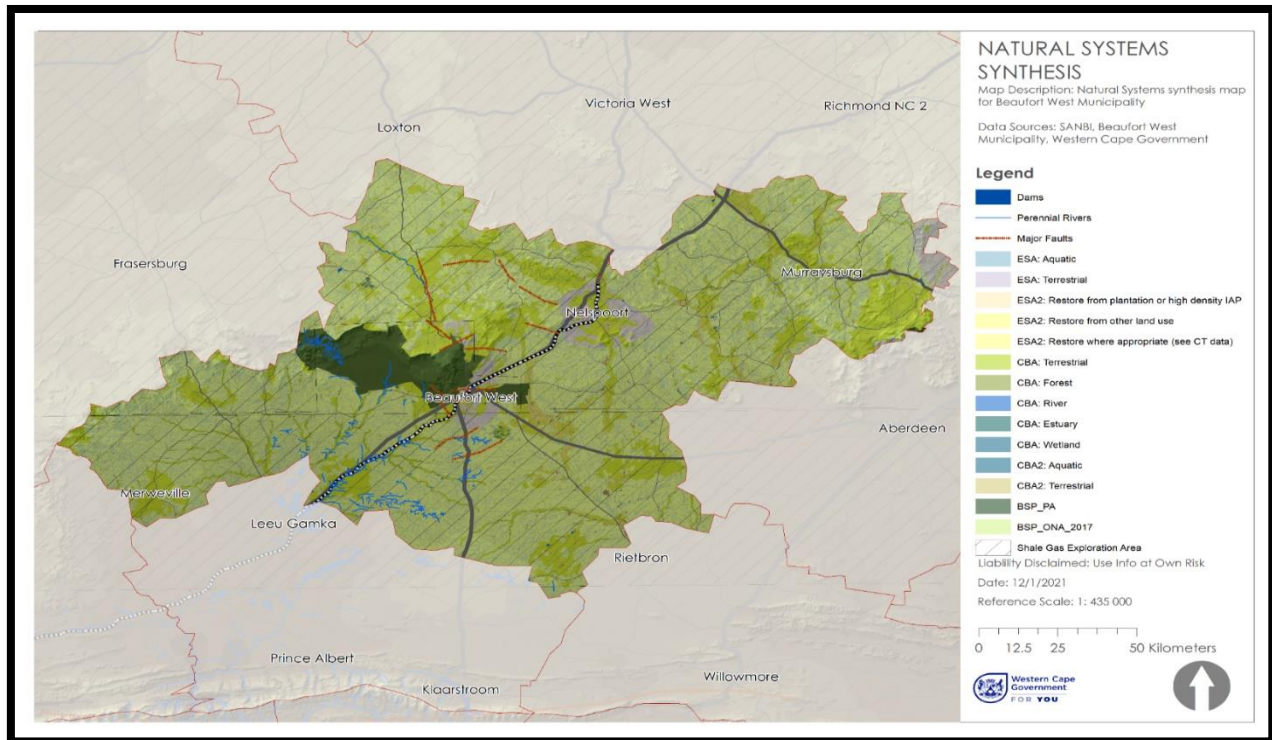 NATURAL SYSTEMS
SYNTHESIS
Map Description: Natural Systems synthesis map
for Beaufort West Municipality
Data Sources: SANBI, Beaufort West
Municipality, Western Cape Government
Legend
Dams
Perennial Rivers
Major Faults
ESA: Aquatic
ESA: Terrestrial
ESA2: Restore from plantation or high density IAP
ESA2: Restore from other land use
ESA2: Restore where appropriate (see CT data)
CBA: Terrestrial
CBA: Forest
CBA: River
CBA: Estuary
CBA: Wetland
CBA2: Aquatic
CBA2: Terrestrial
BSP_PA
BSP_ONA_2017
Shale Gas Exploration Area
Liability Disclaimed: Use Info at Own Risk
Date: 12/1/2021
Reference Scale: 1: 435 000
0 12.5 25 50 Kilometers
Western Cape
Government
FOR YOU
Victoria West
Richmond NC 2
Loxton
Frasersburg
Murraysburg
Nelspoort
Beaufort West
Aberdeen
Merweville
Leeu Gamka
Rietbron
Prince Albert
Klaarstroom
Willowmore